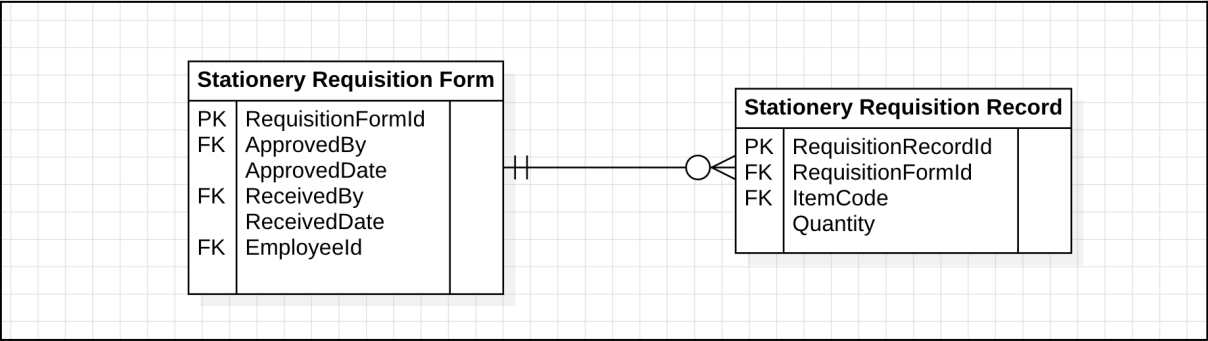 Stationery Requisition Form
PK RequisitionFormId
FK ApprovedBy
ApprovedDate
FK ReceivedBy
ReceivedDate
FK EmployeeId
Stationery Requisition Record
PK RequisitionRecordId
FK RequisitionFormId
FK ItemCode
Quantity